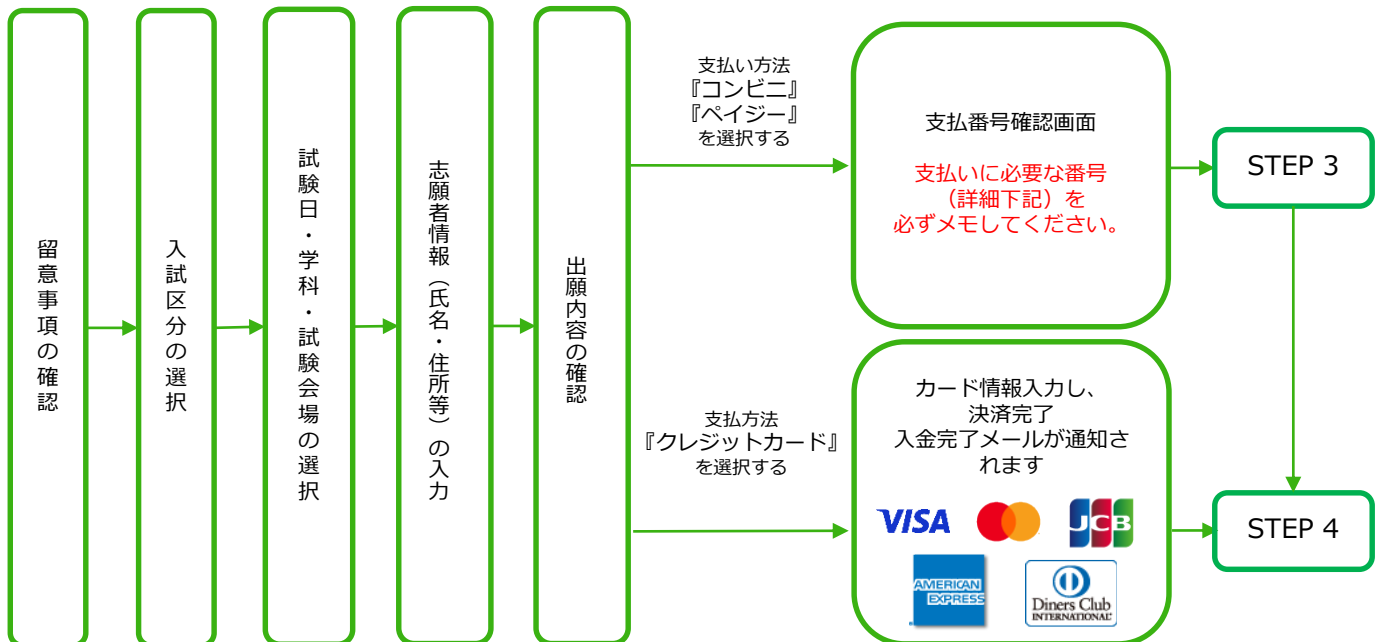 留意事項の確認
入試区分の選択
試験日・学科・試験会場の選択
志願者情報（氏名・住所等）の入力
出願内容の確認
支払い方法
『コンビニ』
『ペイジー』
を選択する
支払番号確認画面
支払いに必要な番号
（詳細下記）を
必ずメモしてください。
STEP 3
支払方法
『クレジットカード』
を選択する
カード情報入力し、
決済完了
入金完了メールが通知さ
れます
VISA
JCB
AMERICAN
EXPRESS
Diners Club
INTERNATIONAL
STEP 4